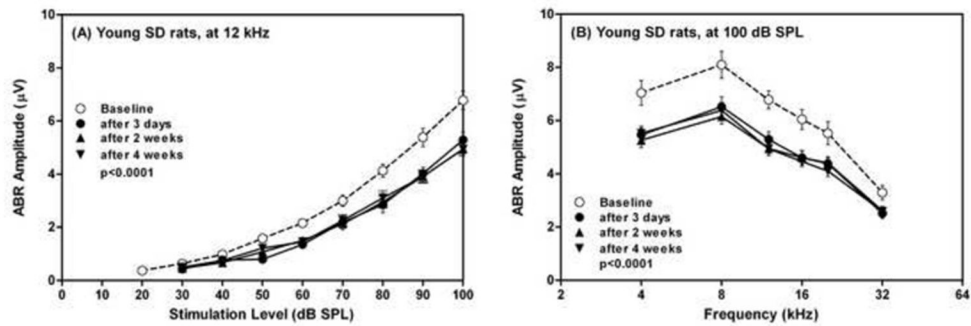 (A) Young SD rats, at 12 kHz
ABR Amplitude (μV)
10
8
6
4
2
0
Baseline
after 3 days
after 2 weeks
after 4 weeks
p<0.0001
0 10 20 30 40 50 60 70 80 90 100
Stimulation Level (dB SPL)
(B) Young SD rats, at 100 dB SPL
ABR Amplitude (μV)
10
8
6
4
2
0
Baseline
after 3 days
after 2 weeks
after 4 weeks
p<0.0001
2 4 8 16 32 64
Frequency (kHz)